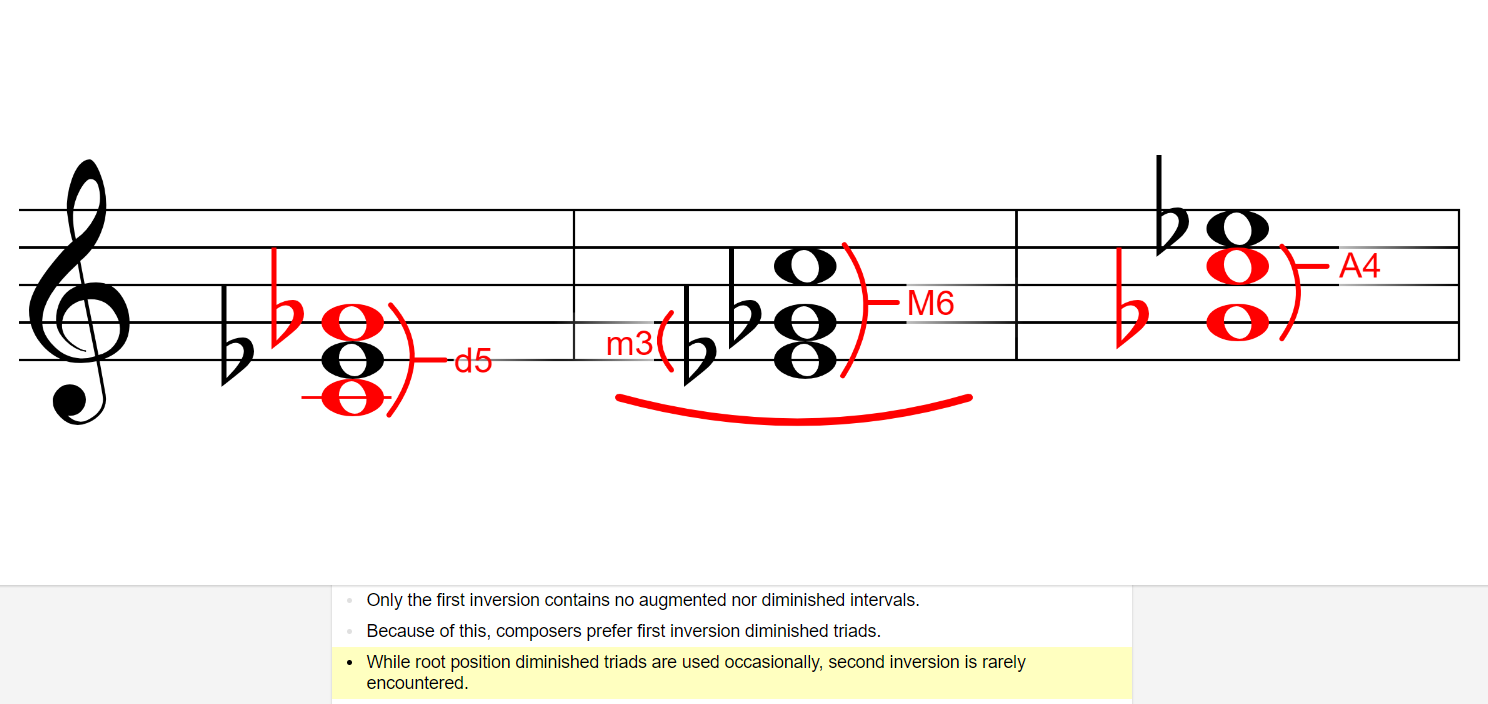 d5
m3
M6
A4
Only the first inversion contains no augmented nor diminished intervals.
Because of this, composers prefer first inversion diminished triads.
While root position diminished triads are used occasionally, second inversion is rarely
encountered.